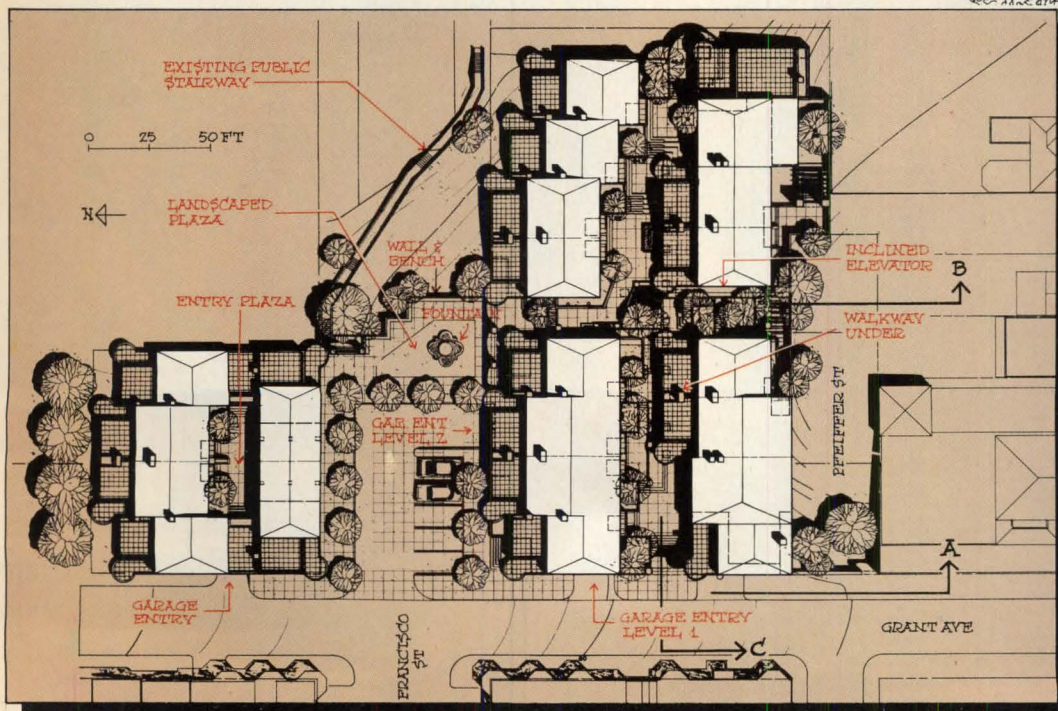 EXISTING PUBLIC
STAIRWAY
0 25 50 FT
LANDSCAPED
PLAZA
N
WALL &
BENCH
ENTRY PLAZA
FOUNTAIN
INCLINED
ELEVATOR
B
WALKWAY
UNDER
GAR ENT
LEVEL 2
PFEIFFER ST
A
GARAGE
ENTRY
GARAGE ENTRY
LEVEL 1
GRANT AVE
FRANCISCO
ST
C